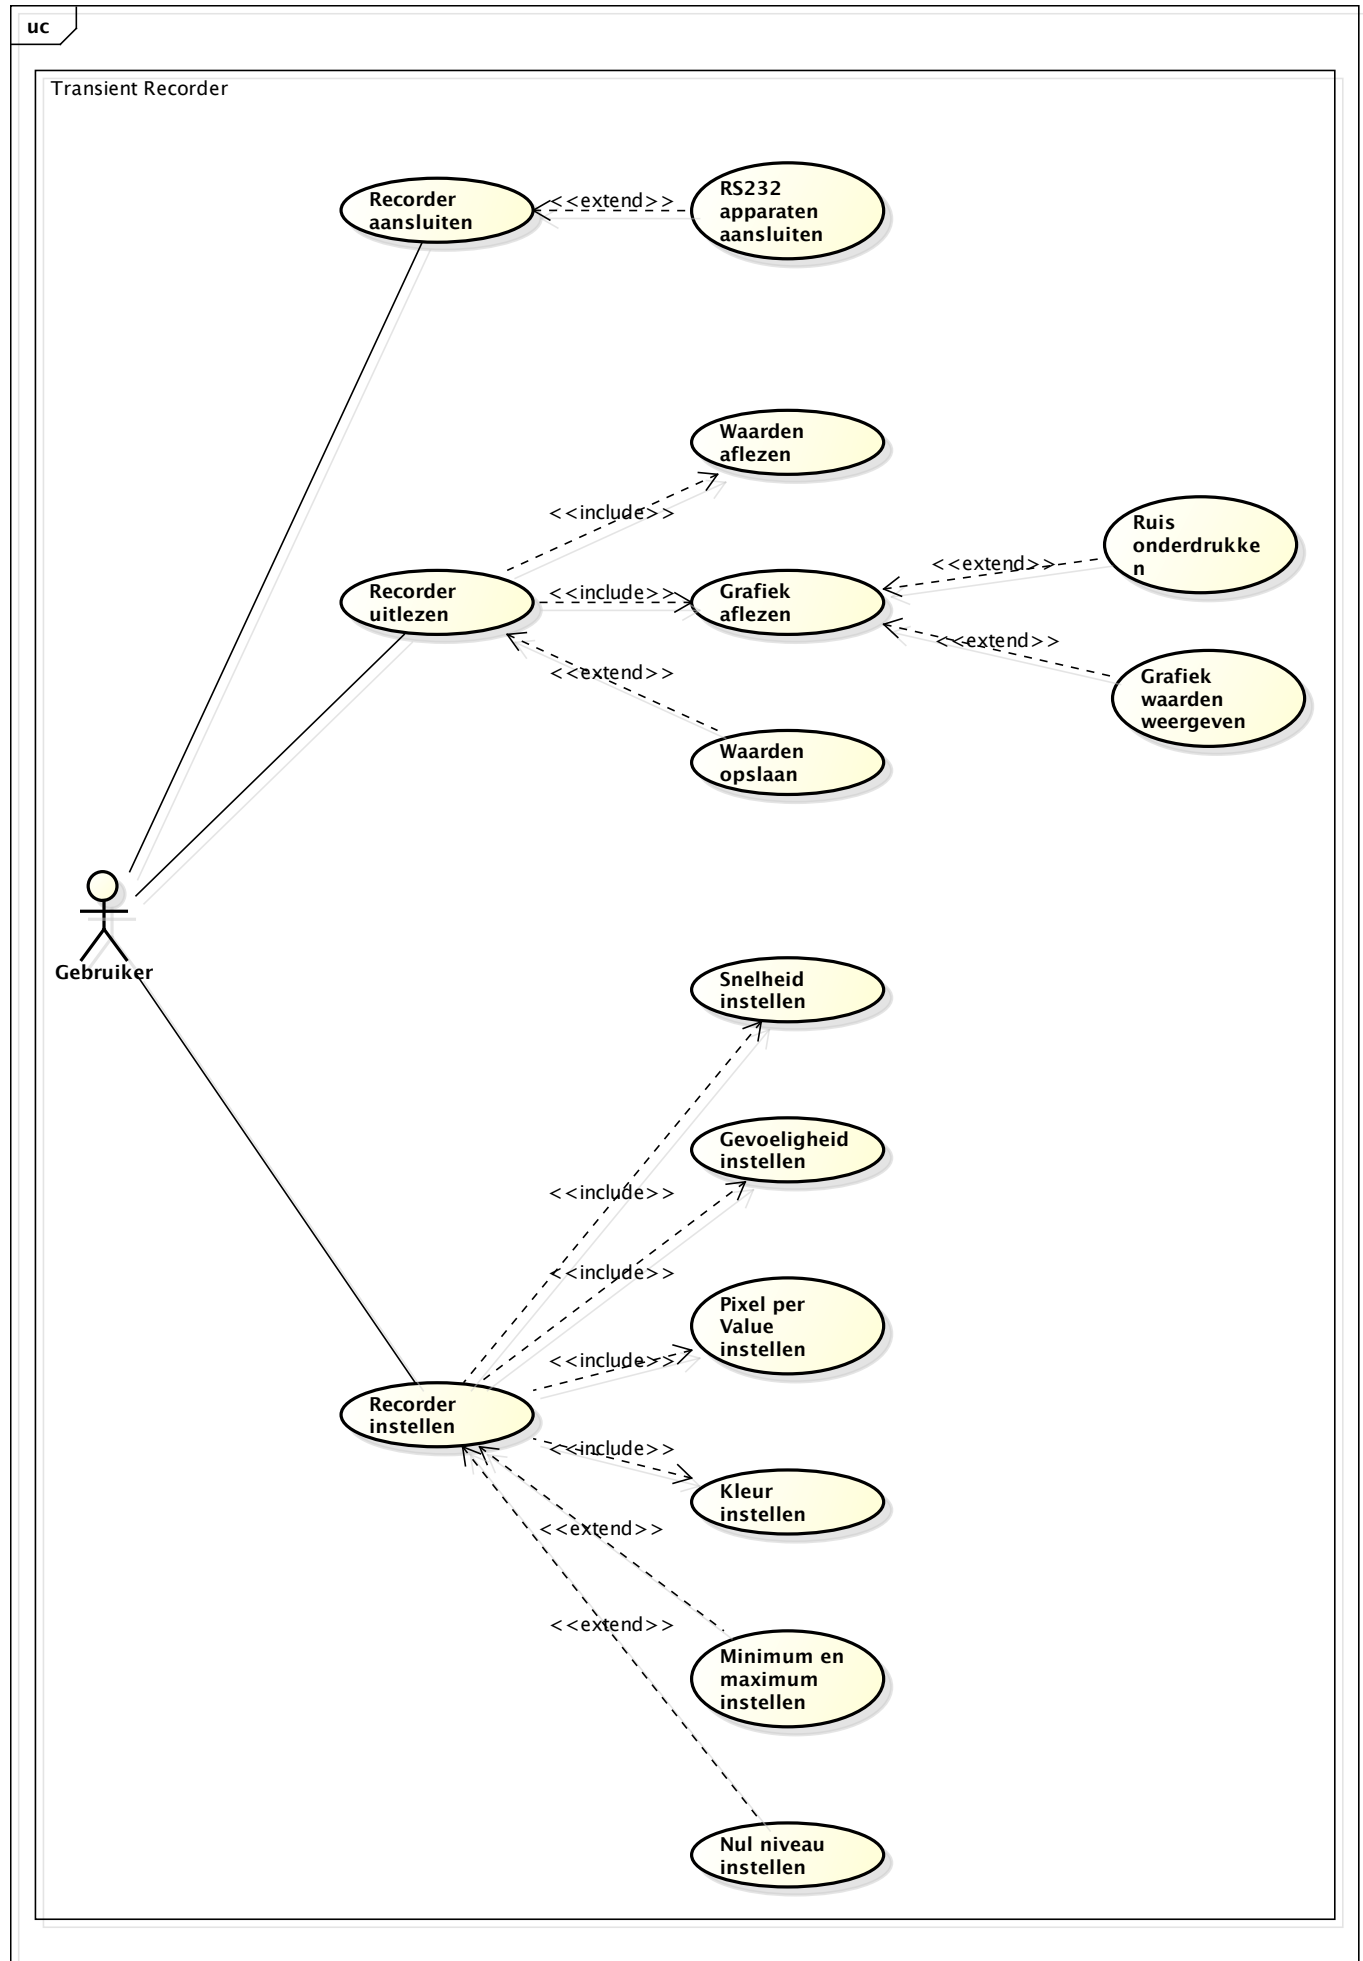 uc
Transient Recorder
Recorder
aansluiten
<<extend>>
RS232
apparaten
aansluiten
Waarden
aflezen
<<include>>
Ruis
onderdrukke
n
<<extend>>
Recorder
uitlezen
<<include>>
Grafiek
aflezen
<<extend>>
Grafiek
waarden
weergeven
<<extend>>
Waarden
opslaan
Gebruiker
Snelheid
instellen
Gevoeligheid
instellen
<<include>>
<<include>>
Pixel per
Value
instellen
<<include>>
Recorder
instellen
<<include>>
Kleur
instellen
<<extend>>
<<extend>>
Minimum en
maximum
instellen
Nul niveau
instellen